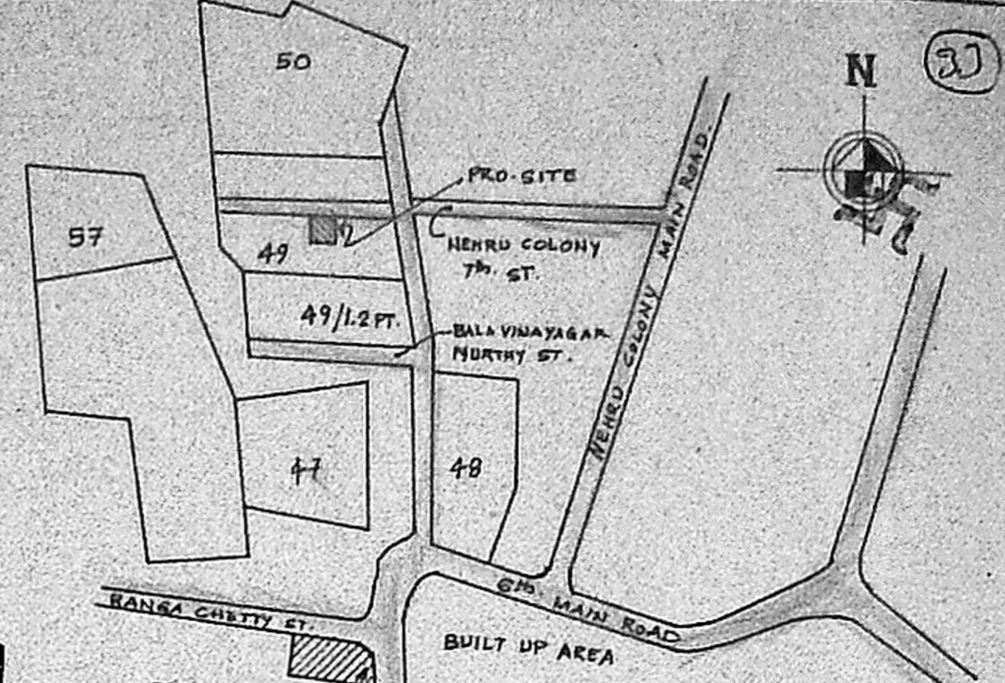 50
N
PRO-SITE
57
49
NEHRU COLONY
7th. ST.
49/1.2 PT.
BALA VINAYAGAR
MURTHY ST.
NEHRU COLONY MAIN ROAD
47
48
RANGA CHETTY ST.
6th. MAIN ROAD
BUILT UP AREA